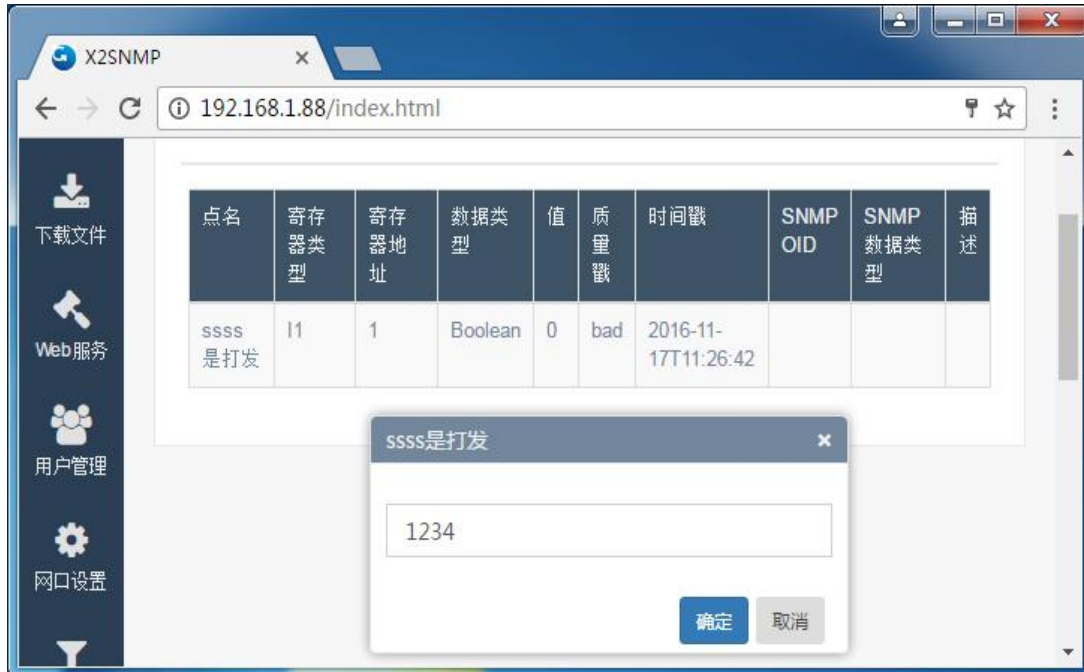 X2SNMP
192.168.1.88/index.html
下载文件
Web服务
用户管理
网口设置
点名
寄存
器类
型
寄存
器地
址
数据类
型
值
质
量
戳
时间戳
SNMP
OID
SNMP
数据类
型
描
述
ssss
是打发
I1
1
Boolean
0
bad
2016-11-
17T11:26:42
ssss是打发
1234
确定
取消